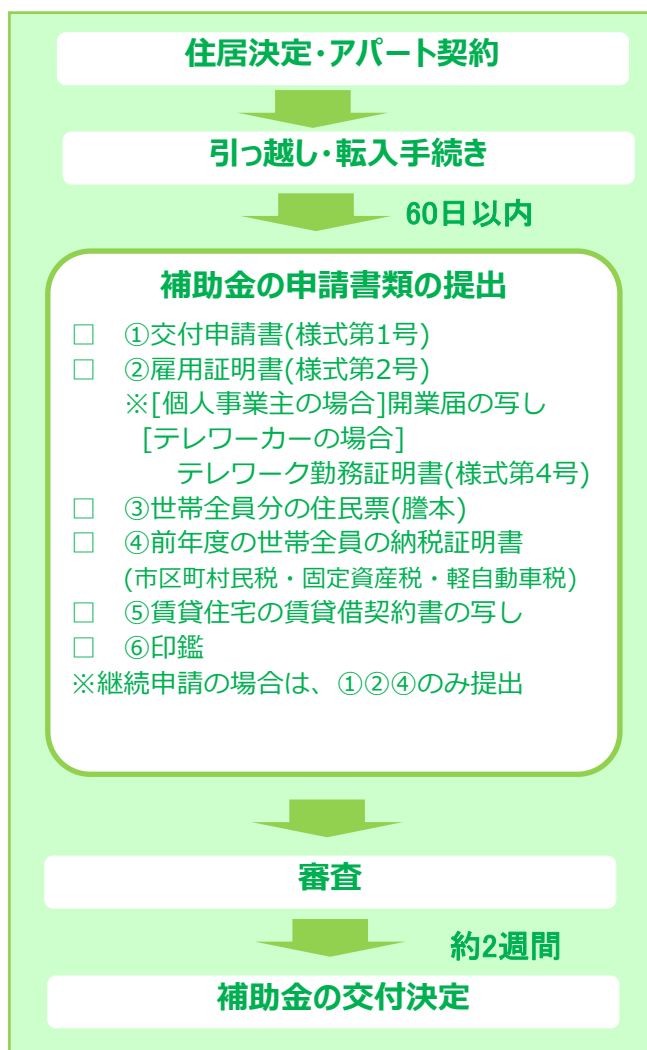 住居決定・アパート契約
引っ越し・転入手続き
60日以内
補助金の申請書類の提出
□ ①交付申請書(様式第1号)
□ ②雇用証明書(様式第2号)
※[個人事業主の場合]開業届の写し
[テレワーカーの場合]
テレワーク勤務証明書(様式第4号)
□ ③世帯全員分の住民票(謄本)
□ ④前年度の世帯全員の納税証明書
(市区町村民税・固定資産税・軽自動車税)
□ ⑤賃貸住宅の賃貸借契約書の写し
□ ⑥印鑑
※継続申請の場合は、①②④のみ提出
審査
約2週間
補助金の交付決定